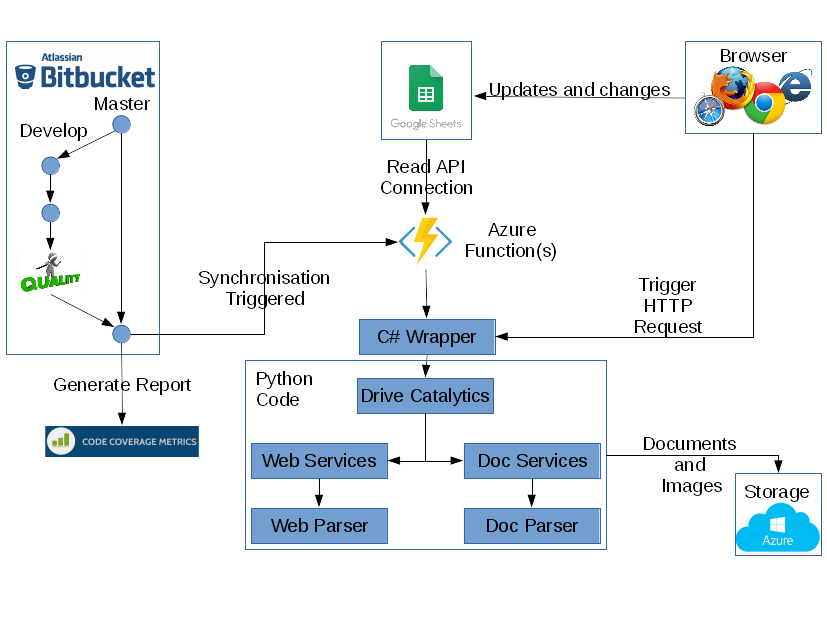 Atlassian
Bitbucket
Master
Develop
QUALITY
Generate Report
CODE COVERAGE METRICS
Synchronisation
Triggered
Google Sheets
Read API
Connection
Updates and changes
Browser
Azure
Function(s)
Trigger
HTTP
Request
C# Wrapper
Python
Code
Drive Catalytics
Web Services
Doc Services
Web Parser
Doc Parser
Documents
and
Images
Storage
Azure